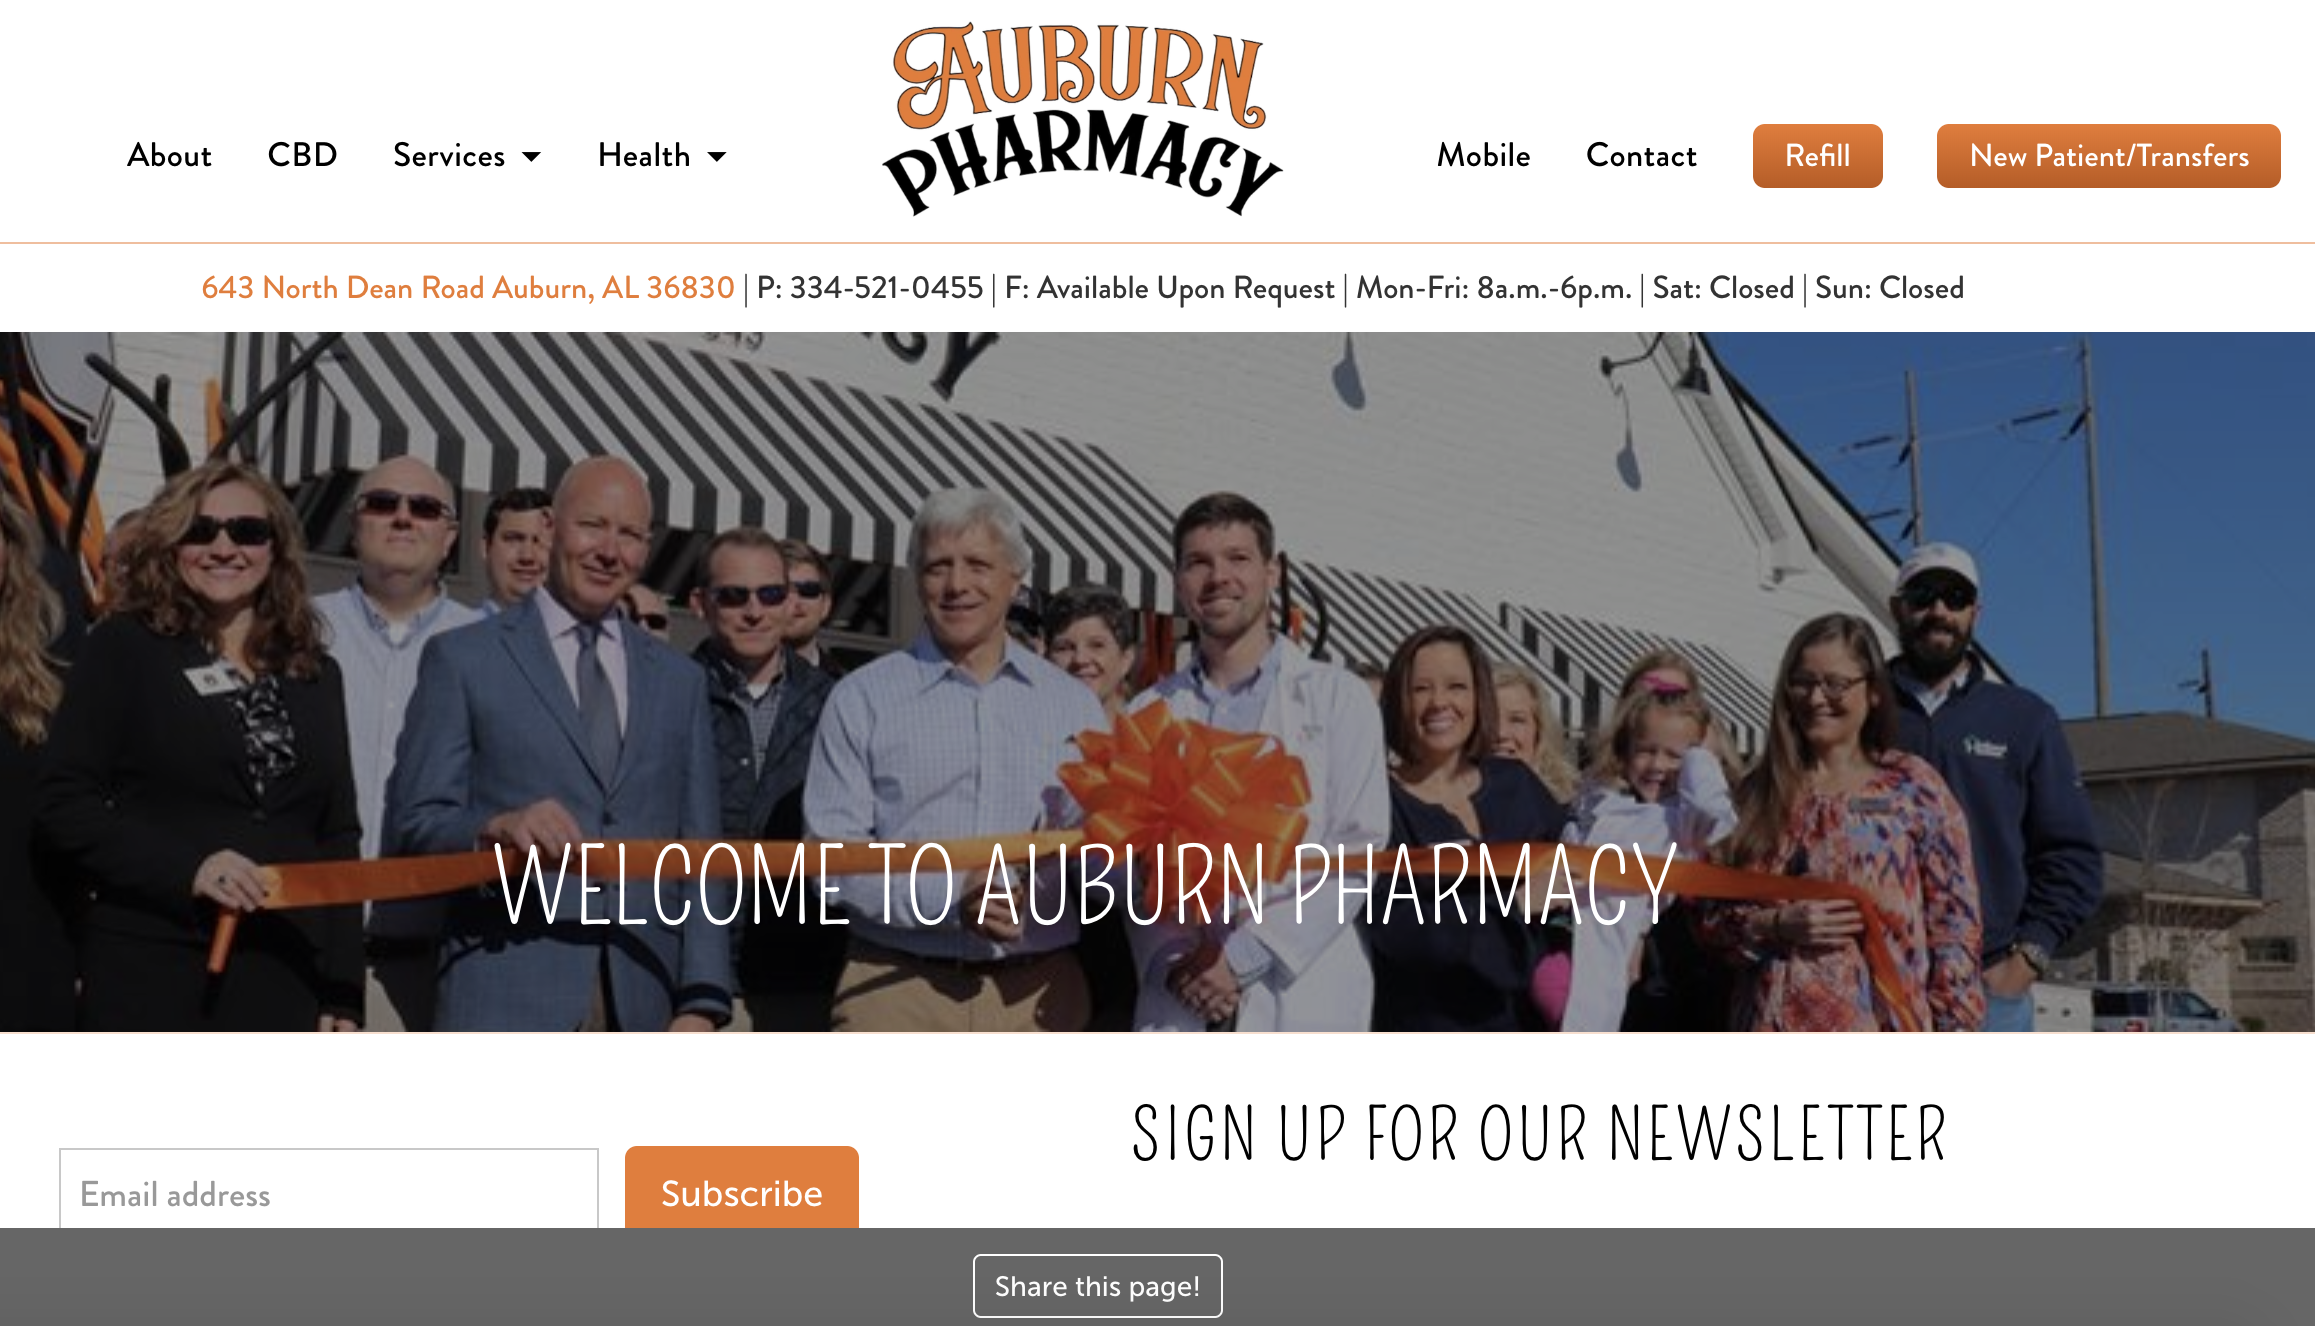 AUBURN
PHARMACY
About CBD Services Health Mobile Contact Refill New Patient/Transfers
643 North Dean Road Auburn, AL 36830 | P: 334-521-0455 | F: Available Upon Request | Mon-Fri: 8a.m.-6p.m. | Sat: Closed | Sun: Closed
WELCOME TO AUBURN PHARMACY
SIGN UP FOR OUR NEWSLETTER
Email address Subscribe
Share this page!